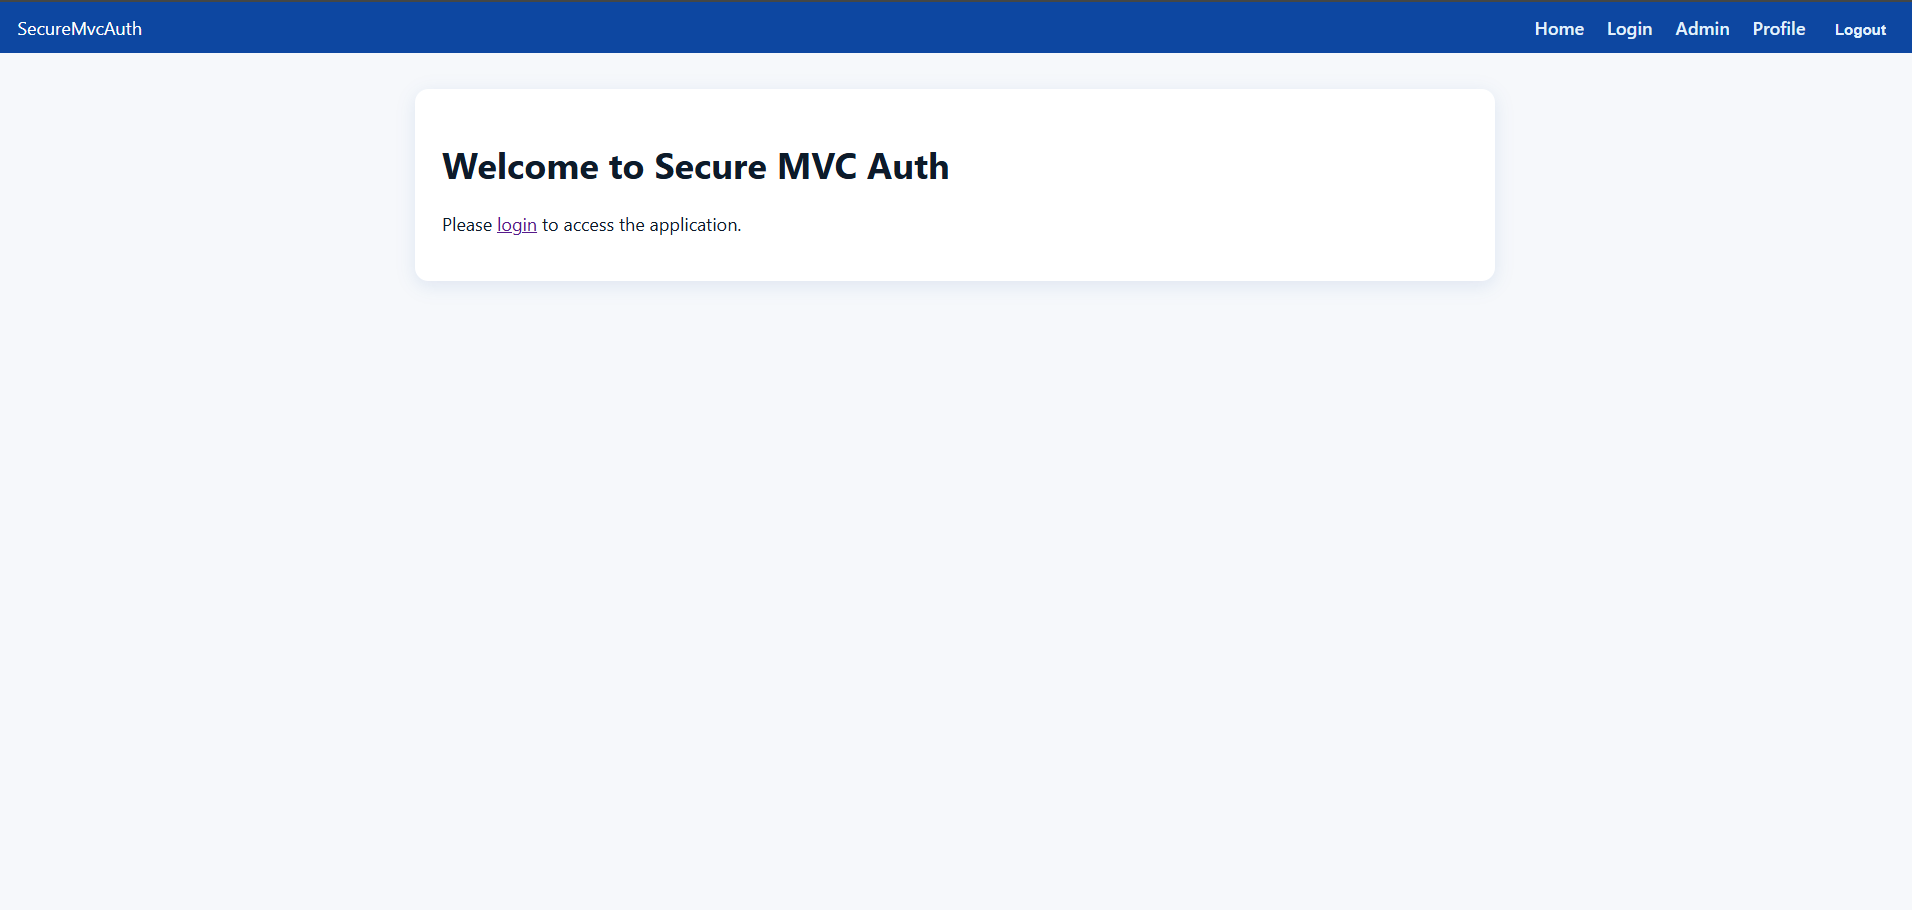 SecureMvcAuth Home Login Admin Profile Logout
Welcome to Secure MVC Auth
Please login to access the application.